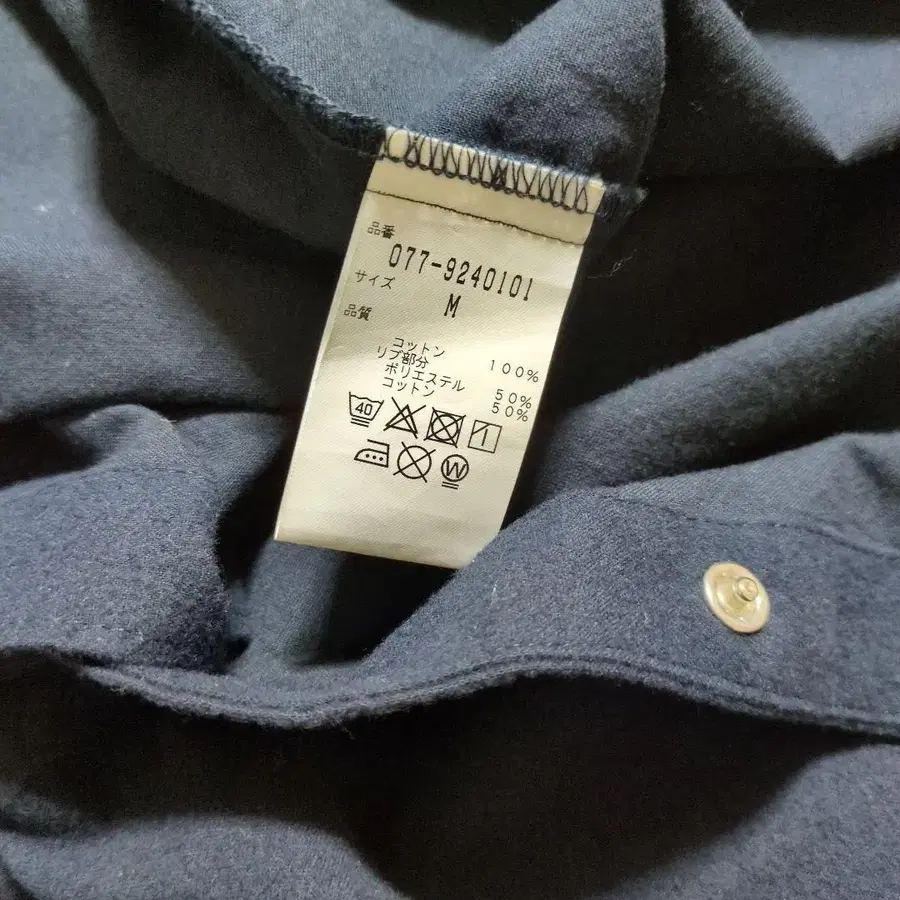 品番
077-9240101
サイズ
M
品質
コットン 100%
リブ部分
ポリエステル 50%
コットン 50%
40 1
W